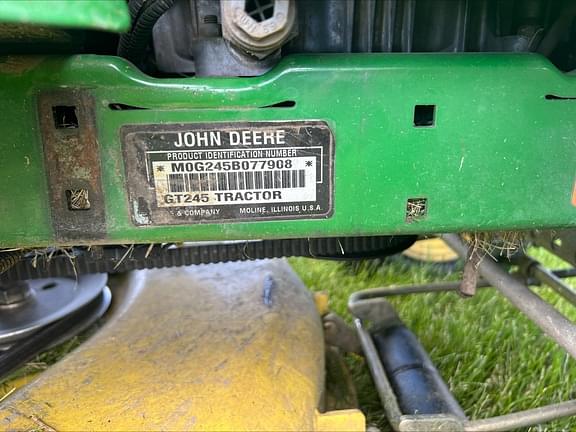 JOHN DEERE
PRODUCT IDENTIFICATION NUMBER
* M0G245B077908 *
GT245 TRACTOR
& COMPANY MOLINE, ILLINOIS U.S.A.